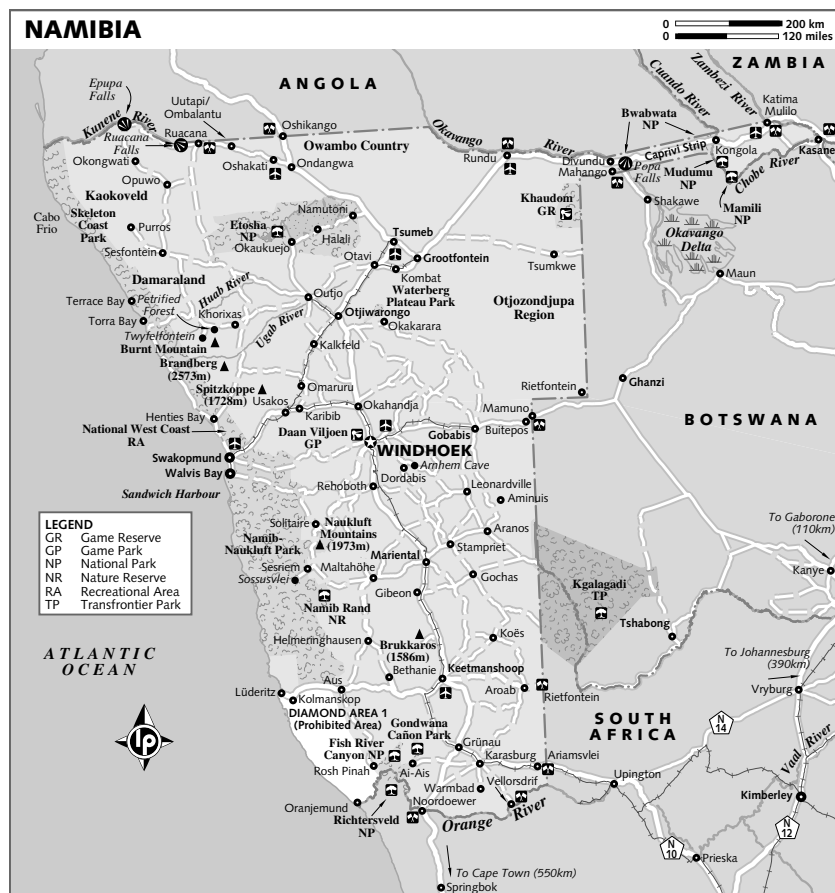 NAMIBIA
0 200 km
0 120 miles
ANGOLA
ZAMBIA
Epupa
Falls
Kunene
River
Ruacana
Falls
Ruacana
Uutapi/
Ombalantu
Oshikango
Owambo Country
Okongwati
Oshakati
Ondangwa
Opuwo
Okavango
River
Rundu
Divundu
Mahango
Popa
Falls
Bwabwata
NP
Cuando River
Zambezi River
Katima
Mulilo
Caprivi Strip
Kongola
Kasane
Mudumu
NP
Chobe River
Mamili
NP
Shakawe
Okavango
Delta
Maun
Khaudom
GR
Kaokoveld
Cabo
Frio
Skeleton
Coast
Park
Purros
Sesfontein
Etosha
NP
Namutoni
Halali
Okaukuejo
Tsumeb
Otavi
Grootfontein
Kombat
Waterberg
Plateau Park
Tsumkwe
Otjozondjupa
Region
Damaraland
Huab River
Terrace Bay
Petrified
Forest
Khorixas
Outjo
Otjiwarongo
Okakarara
Torra Bay
Twyfelfontein
Ugab River
Burnt Mountain
Kalkfeld
Brandberg
(2573m)
Spitzkoppe
(1728m)
Omaruru
Usakos
Karibib
Okahandja
Rietfontein
Ghanzi
Henties Bay
National West Coast
RA
Daan Viljoen
GP
Mamuno
Gobabis
Buitepos
BOTSWANA
Swakopmund
WINDHOEK
Arnhem Cave
Walvis Bay
Dordabis
Sandwich Harbour
Rehoboth
Leonardville
Aminuis
LEGEND
GR Game Reserve
GP Game Park
NP National Park
NR Nature Reserve
RA Recreational Area
TP Transfrontier Park
Solitaire
Naukluft
Mountains
(1973m)
Namib-
Naukluft Park
Aranos
Stampriet
To Gaborone
(110km)
Kanye
Sesriem
Maltahöhe
Mariental
Sossusvlei
Gochas
Kgalagadi
TP
Gibeon
Namib Rand
NR
Tshabong
ATLANTIC
OCEAN
Helmeringhausen
Brukkaros
(1586m)
Koës
To Johannesburg
(390km)
Bethanie
Keetmanshoop
Aus
Aroab
Rietfontein
Vryburg
Lüderitz
Kolmanskop
DIAMOND AREA 1
(Prohibited Area)
Gondwana
Cañon Park
SOUTH
AFRICA
N
14
Fish River
Canyon NP
Grünau
Karasburg
Ariamsvlei
Vaal River
Rosh Pinah
Ai-Ais
Vellorsdrif
Upington
Warmbad
Kimberley
Oranjemund
Noordoewer
Richtersveld
NP
Orange
River
N
12
N
10
LP
To Cape Town (550km)
Prieska
Springbok